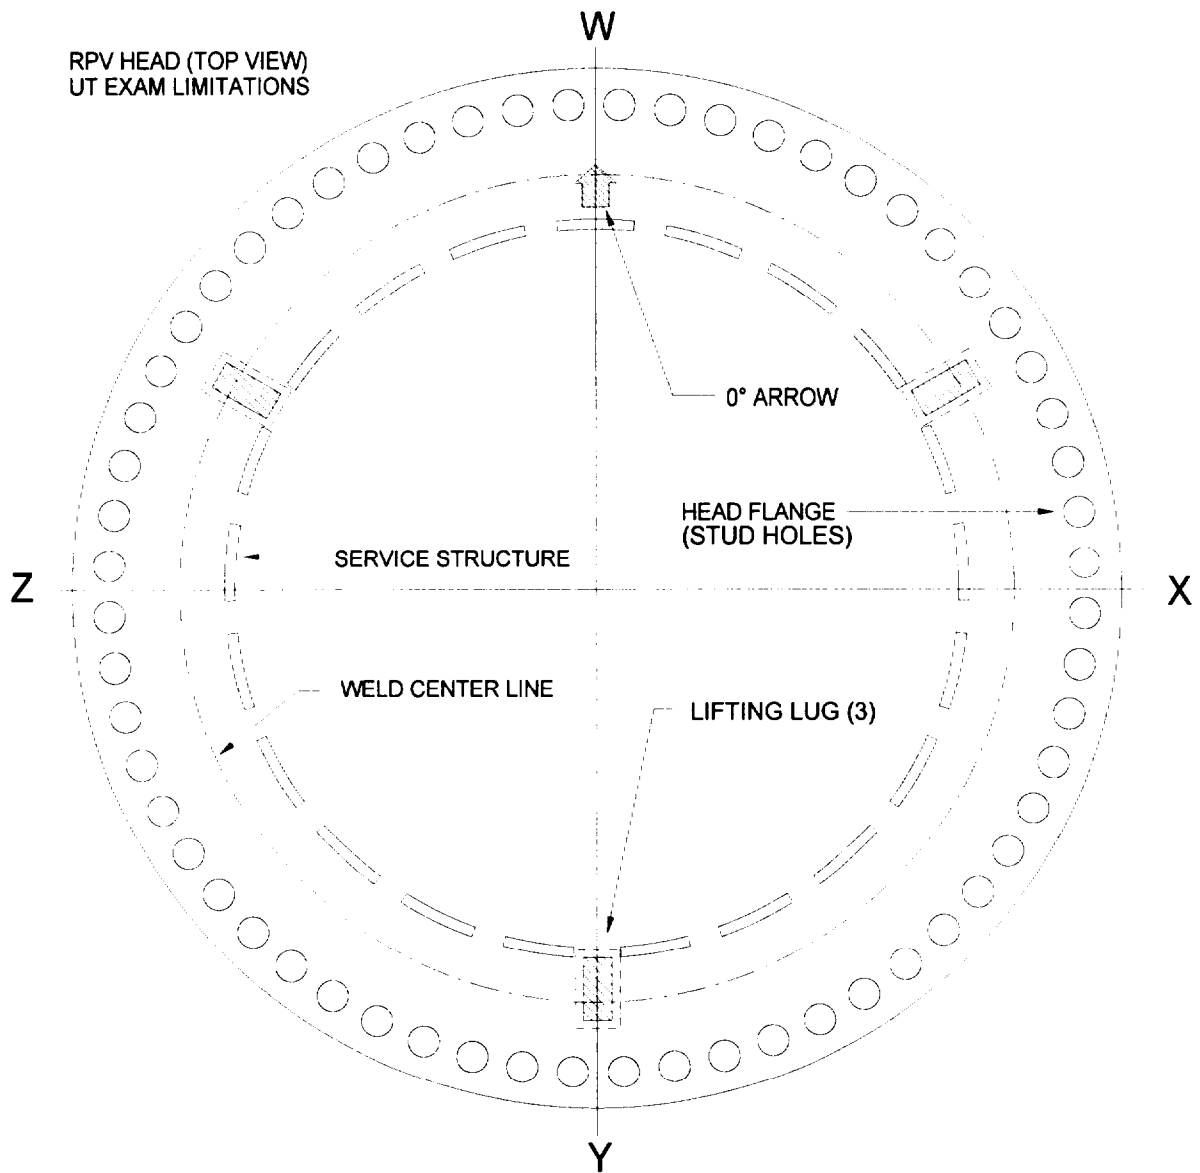 W
RPV HEAD (TOP VIEW)
UT EXAM LIMITATIONS
0° ARROW
HEAD FLANGE
(STUD HOLES)
SERVICE STRUCTURE
Z
X
WELD CENTER LINE
LIFTING LUG (3)
Y